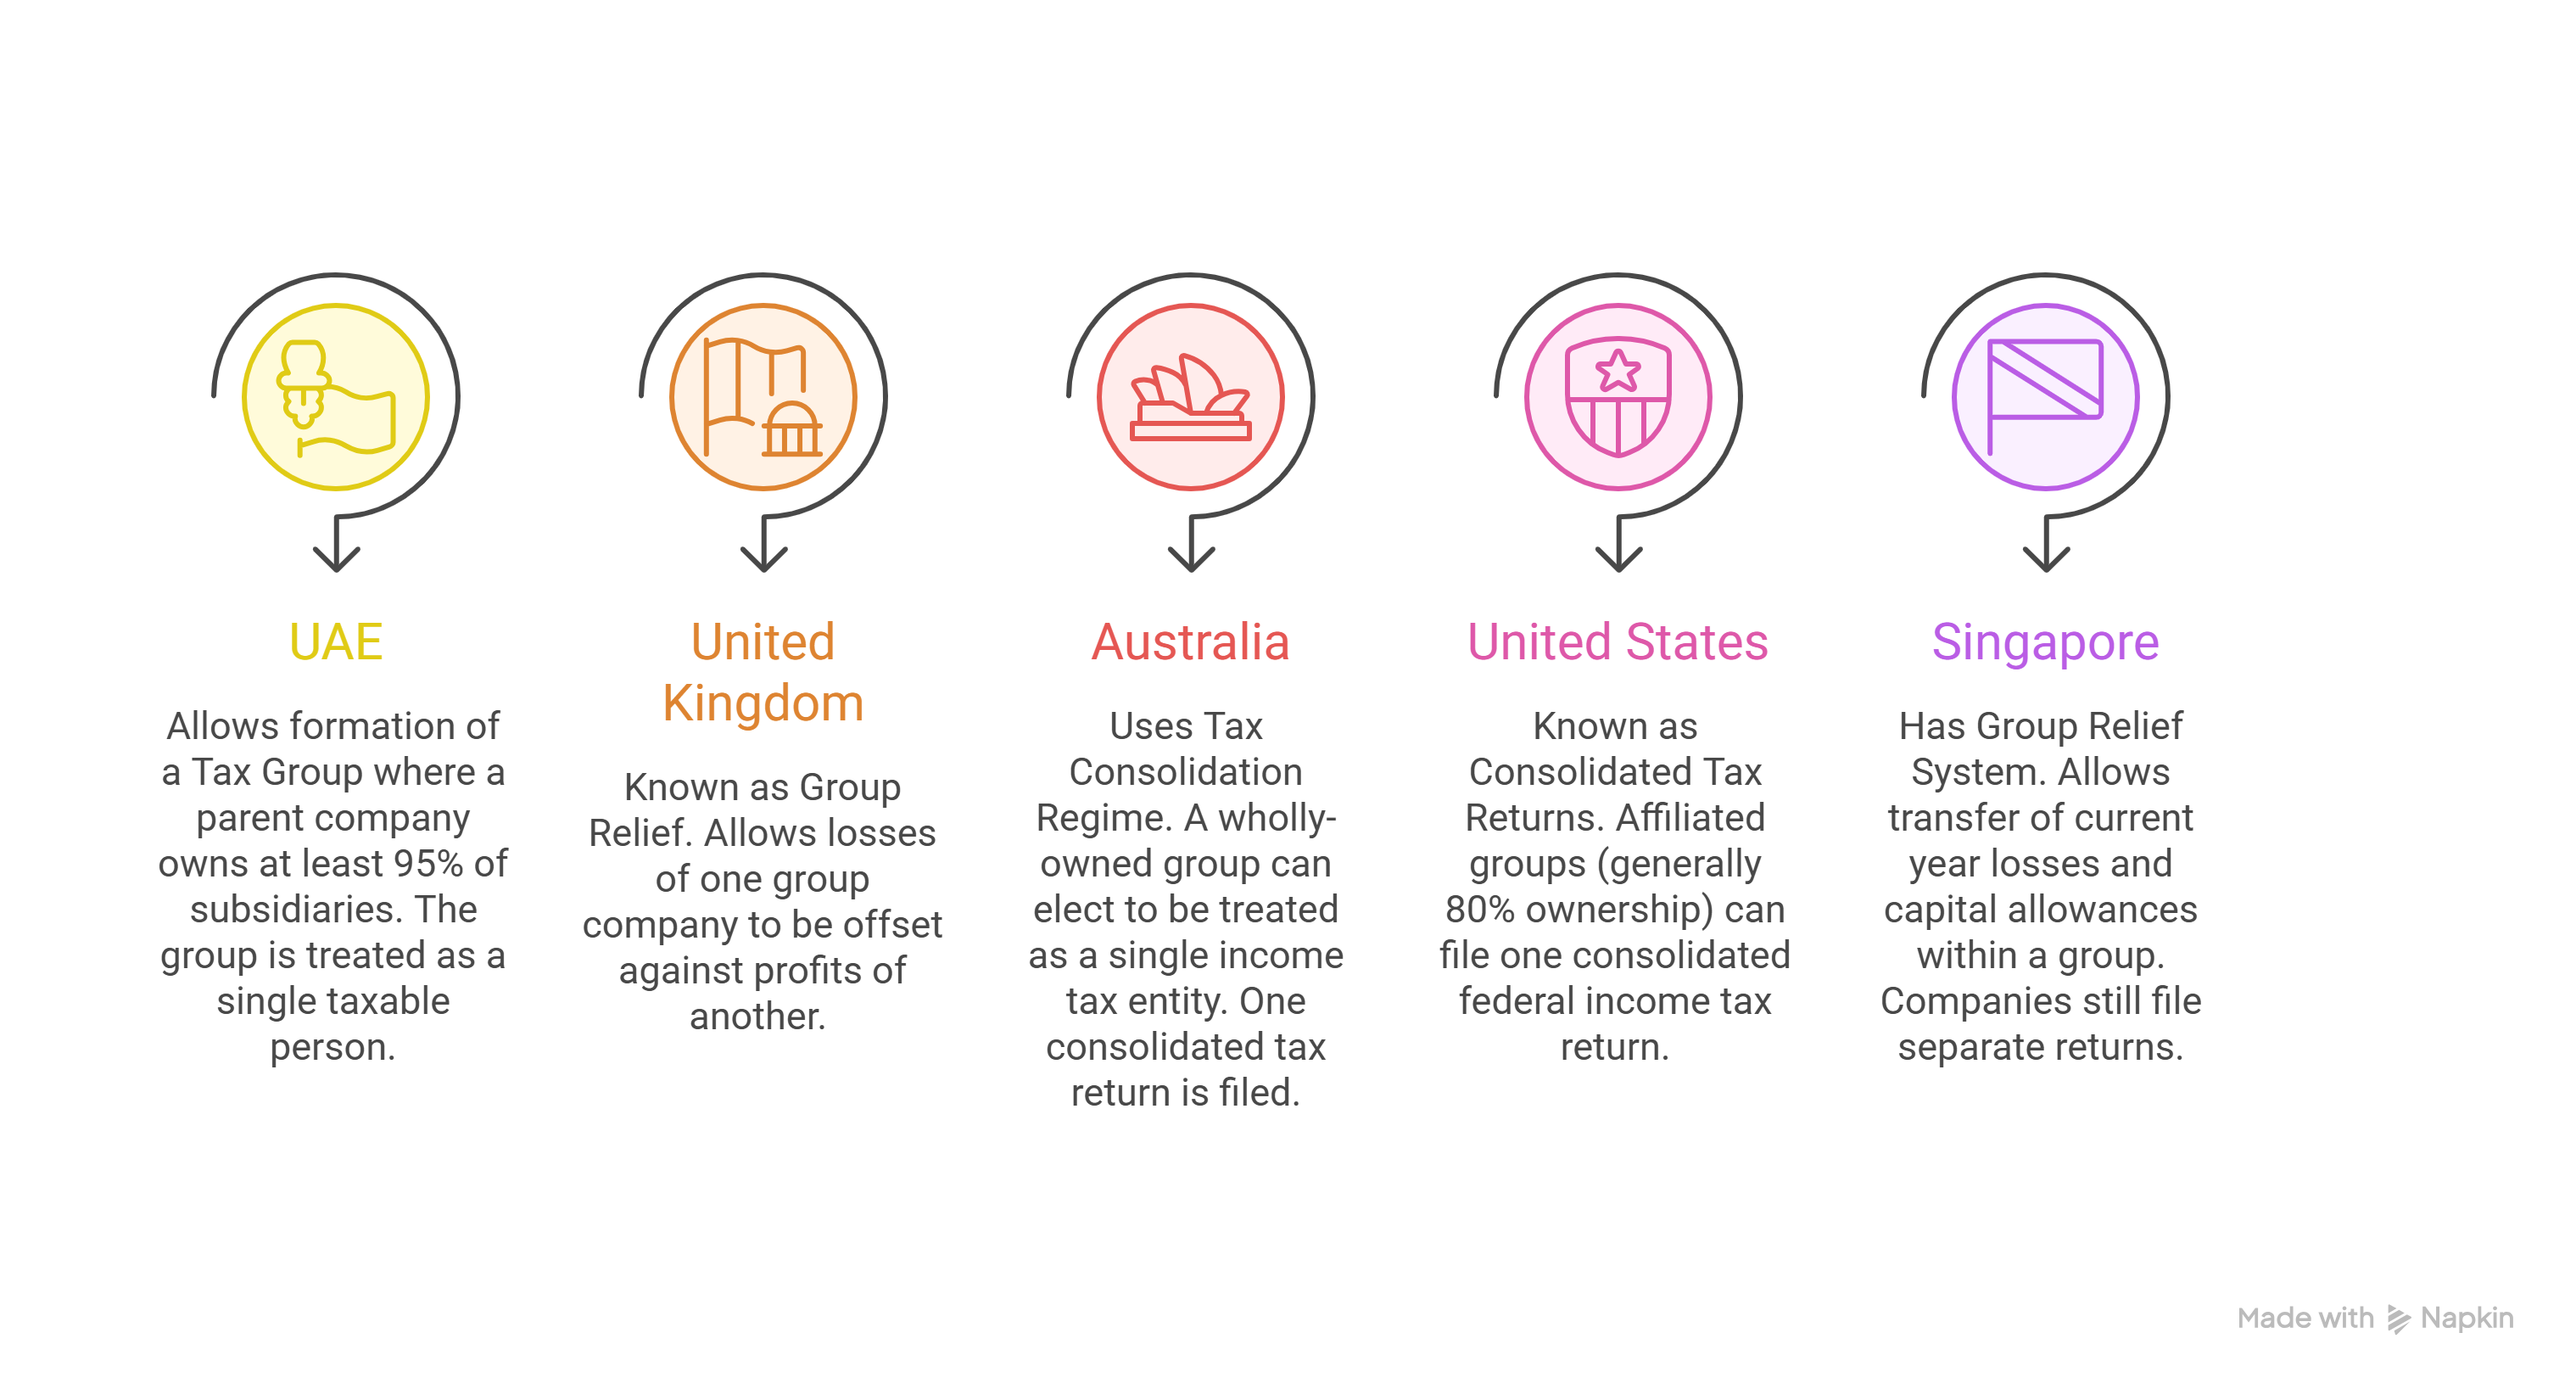 UAE
Allows formation of
a Tax Group where a
parent company
owns at least 95% of
subsidiaries. The
group is treated as a
single taxable
person.
United
Kingdom
Known as Group
Relief. Allows losses
of one group
company to be offset
against profits of
another.
Australia
Uses Tax
Consolidation
Regime. A wholly-
owned group can
elect to be treated
as a single income
tax entity. One
consolidated tax
return is filed.
United States
Known as
Consolidated Tax
Returns. Affiliated
groups (generally
80% ownership) can
file one consolidated
federal income tax
return.
Singapore
Has Group Relief
System. Allows
transfer of current
year losses and
capital allowances
within a group.
Companies still file
separate returns.
Made with Napkin